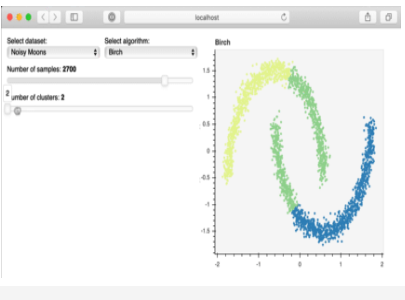 localhost
Select dataset:
Select algorithm:
Noisy Moons
Birch
Number of samples: 2700
2
umber of clusters: 2
Birch
1.5
1
0.5
0
-0.5
-1
-1.5
-2
-1
0
1
2